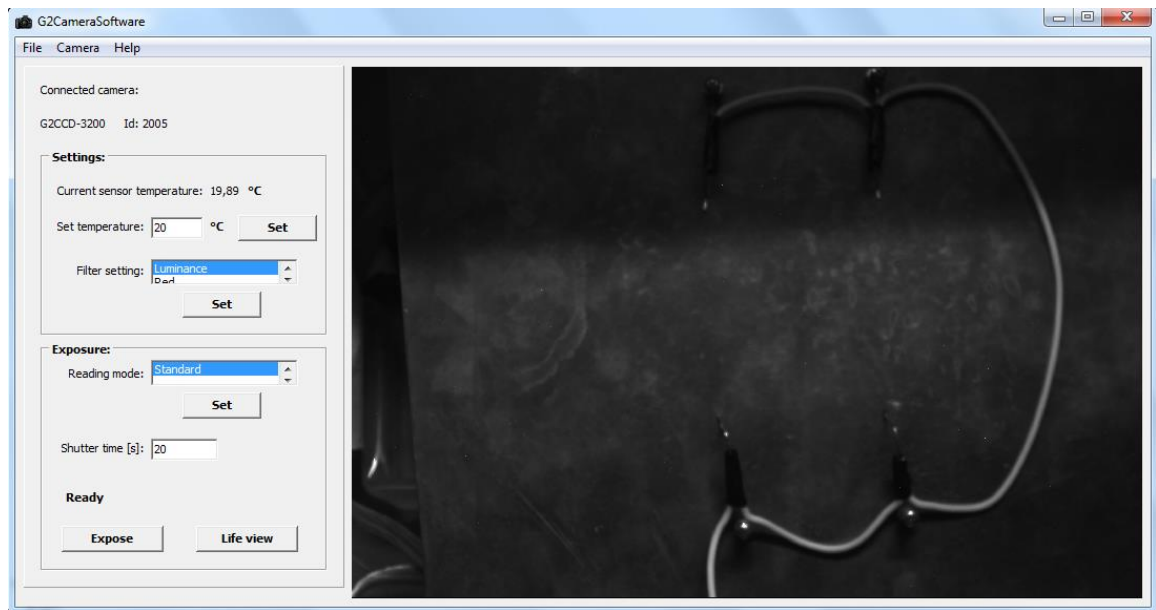 G2CameraSoftware
File Camera Help
Connected camera:
G2CCD-3200 Id: 2005
Settings:
Current sensor temperature: 19,89 °C
Set temperature: 20 °C Set
Filter setting: Luminance
Red
Set
Exposure:
Reading mode: Standard
Set
Shutter time [s]: 20
Ready
Expose Life view